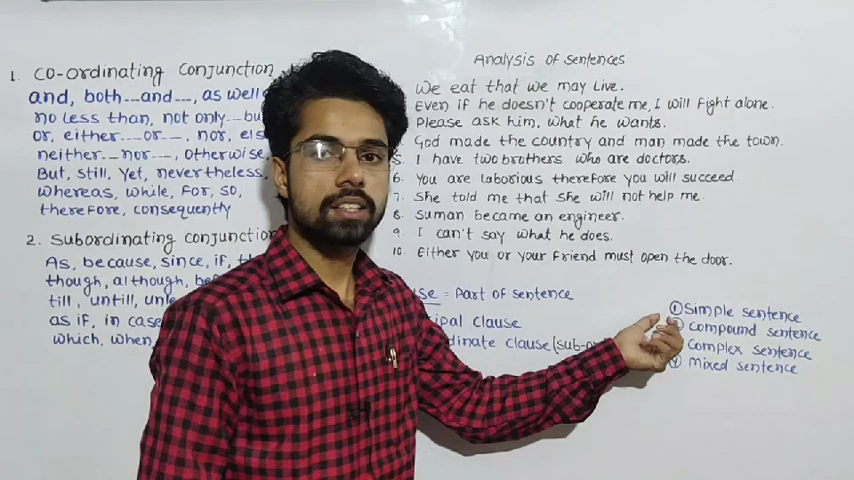 1. CO-ordinating Conjunction
and, both---and---, as well
no less than, not only---bu
or, either---or---, nor, els
neither---nor---, otherwise
But, still, Yet, nevertheless,
whereas, while, For, so,
therefore, consequently
2. Subordinating conjunction
As, because, since, if, th
though, although, be
till, untill, unl
as if, in case
which, when
Analysis of sentences
We eat that we may Live.
Even if he doesn't cooperate me, I will Fight alone.
Please ask him, what he wants.
God made the country and man made the town.
5. I have two brothers who are doctors.
6. You are laborious therefore you will succeed.
7. She told me that she will not help me.
8. Suman became an engineer.
9. I can't say what he does.
10. Either you or your Friend must open the door.
use = Part of sentence
cipal Clause
rdinate Clause (sub-or
① Simple sentence
② Compound sentence
Complex sentence
④ Mixed sentence